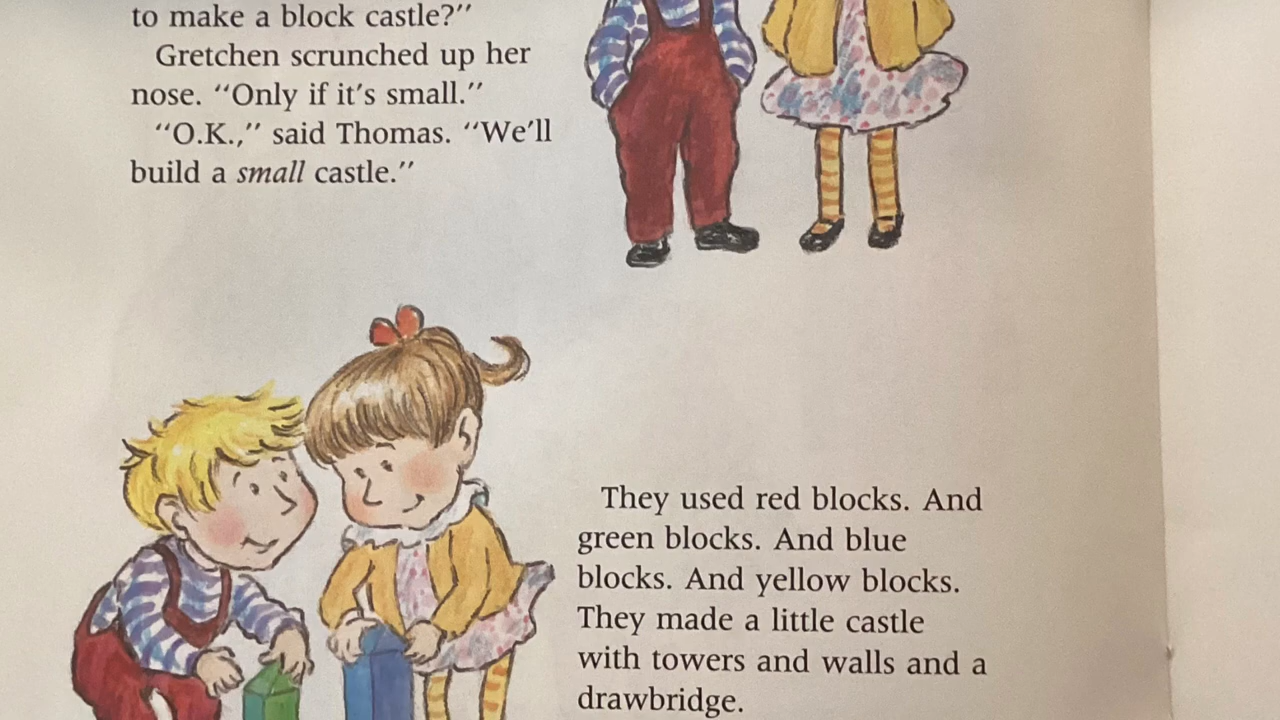 to make a block castle?''
Gretchen scrunched up her
nose. ‘‘Only if it's small.''
‘‘O.K.,'' said Thomas. ‘‘We'll
build a small castle.''
They used red blocks. And
green blocks. And blue
blocks. And yellow blocks.
They made a little castle
with towers and walls and a
drawbridge.